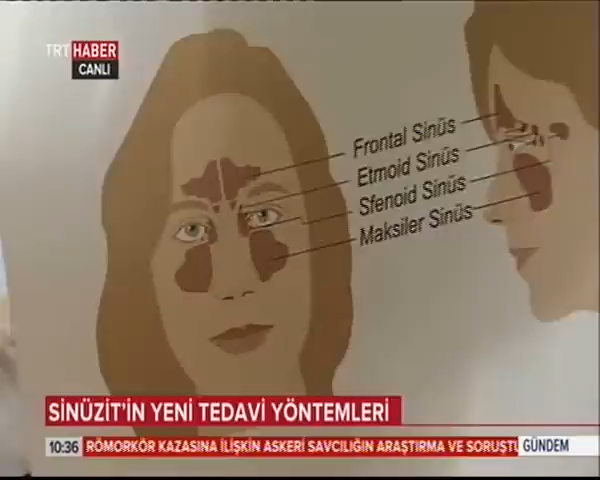 TRT HABER
CANLI
Frontal Sinüs
Etmoid Sinüs
Sfenoid Sinüs
Maksiler Sinüs
SİNÜZİT'İN YENİ TEDAVİ YÖNTEMLERİ
10:36 RÖMORKÖR KAZASINA İLİŞKİN ASKERİ SAVCILIĞIN ARAŞTIRMA VE SORUŞTU GÜNDEM